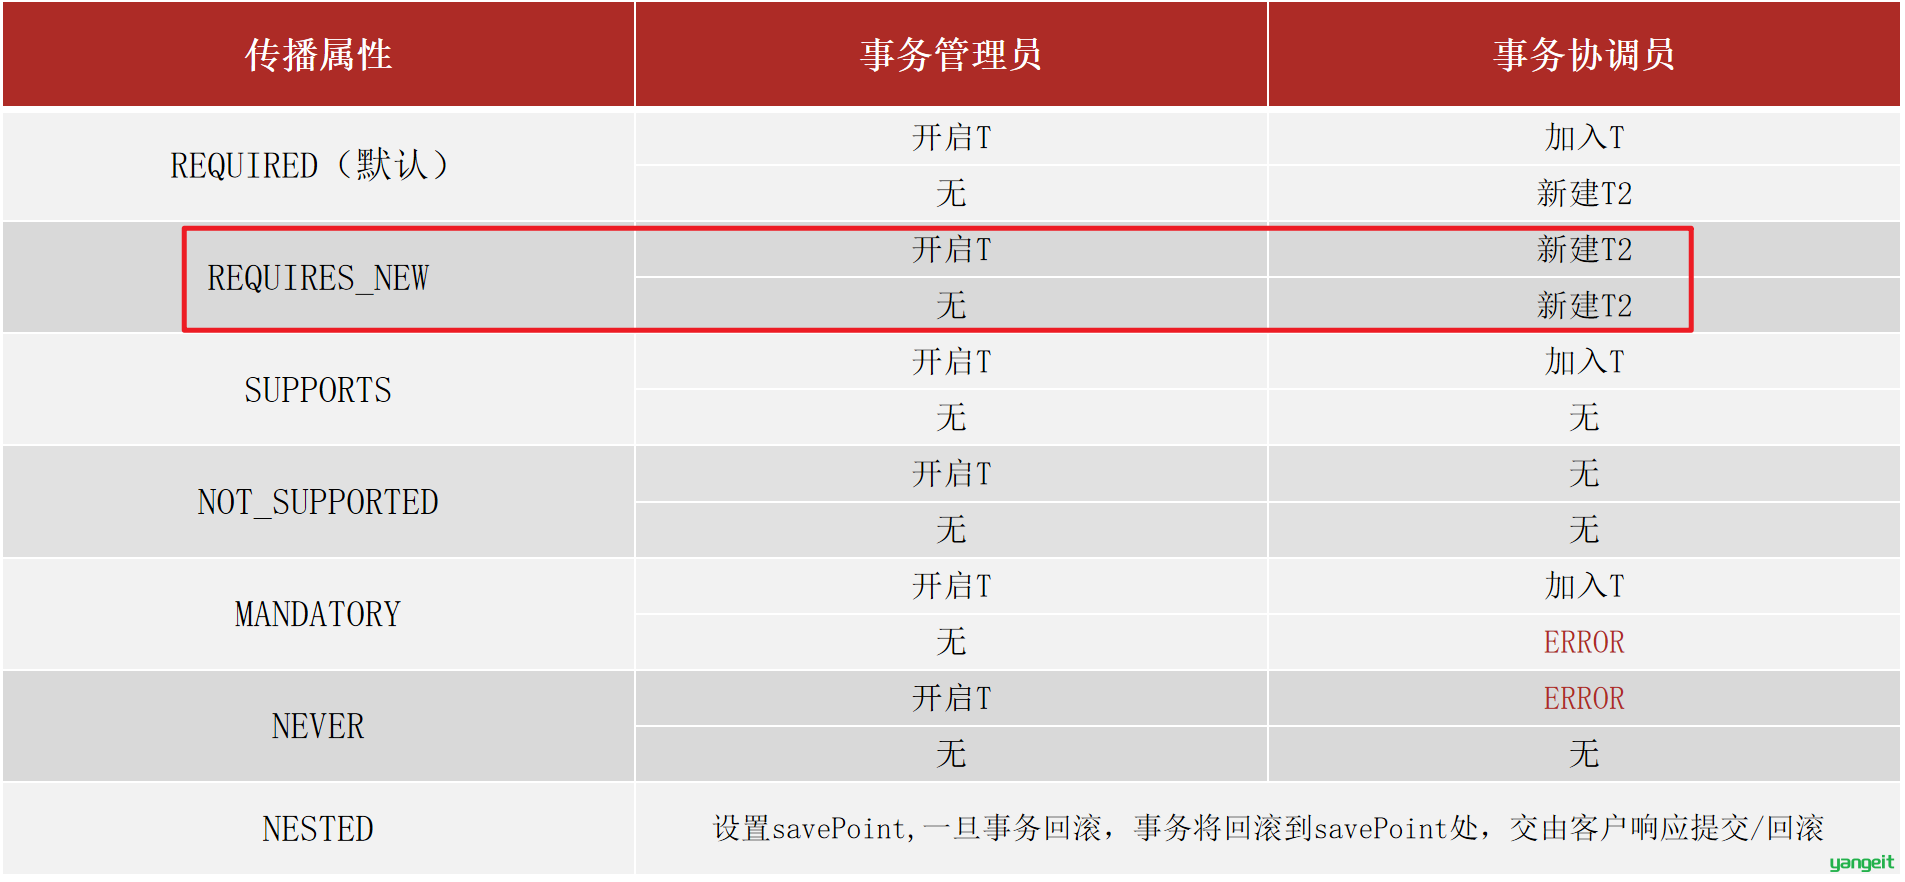 传播属性 事务管理员 事务协调员
REQUIRED（默认） 开启T 加入T
无 新建T2
REQUIRES_NEW 开启T 新建T2
无 新建T2
SUPPORTS 开启T 加入T
无 无
NOT_SUPPORTED 开启T 无
无 无
MANDATORY 开启T 加入T
无 ERROR
NEVER 开启T ERROR
无 无
NESTED 设置savePoint,一旦事务回滚，事务将回滚到savePoint处，交由客户响应提交/回滚
yangeit